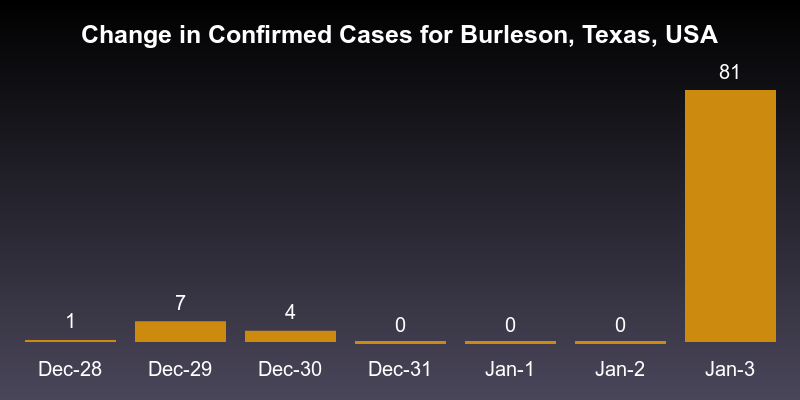 Change in Confirmed Cases for Burleson, Texas, USA
1 7 4 0 0 0 81
Dec-28 Dec-29 Dec-30 Dec-31 Jan-1 Jan-2 Jan-3